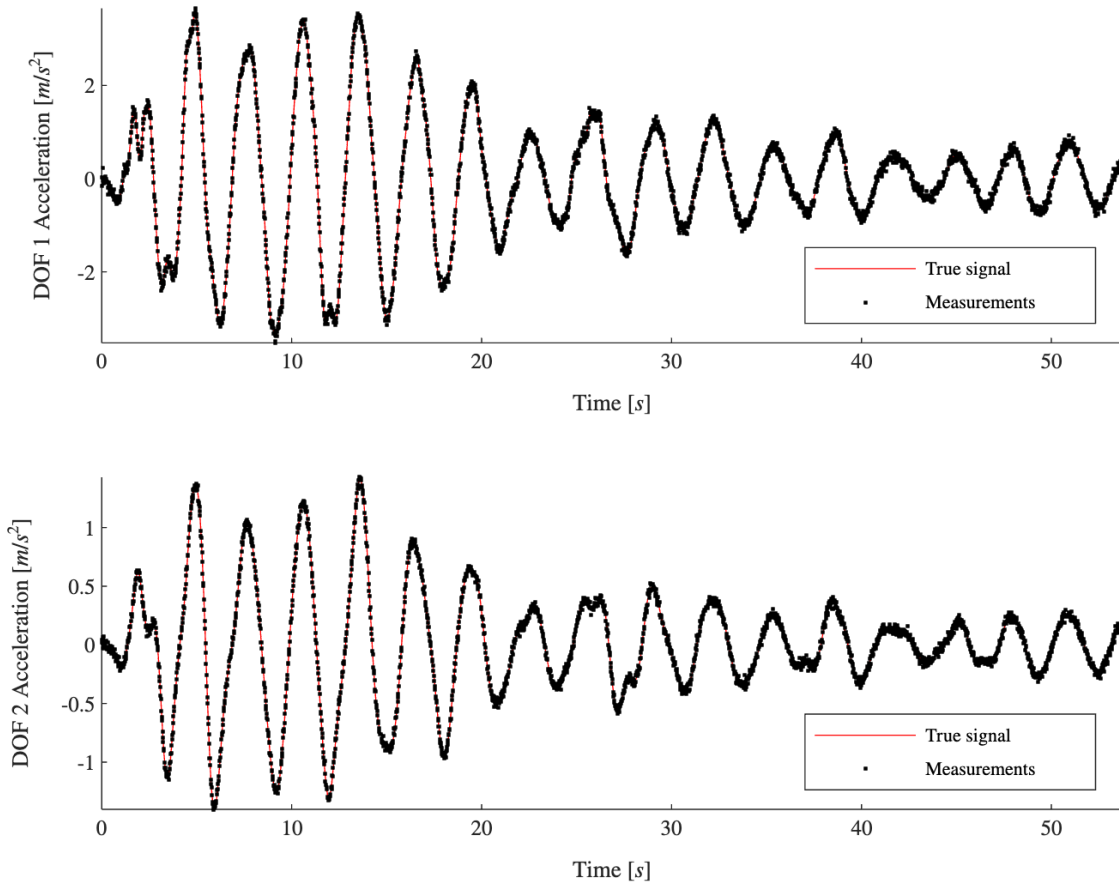 DOF 1 Acceleration [m/s²]
2
0
-2
True signal
Measurements
0 10 20 30 40 50
Time [s]
DOF 2 Acceleration [m/s²]
1
0.5
0
-0.5
-1
True signal
Measurements
0 10 20 30 40 50
Time [s]